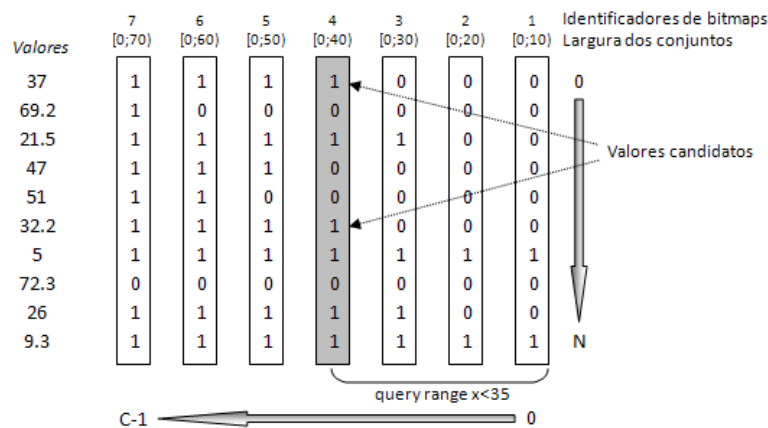 7 6 5 4 3 2 1 Identificadores de bitmaps
Valores [0;70) [0;60) [0;50) [0;40) [0;30) [0;20) [0;10) Largura dos conjuntos
37 1 1 1 1 0 0 0 0
69.2 1 0 0 0 0 0 0
21.5 1 1 1 1 1 0 0
47 1 1 1 0 0 0 0 Valores candidatos
51 1 1 0 0 0 0 0
32.2 1 1 1 1 0 0 0
5 1 1 1 1 1 1 1
72.3 0 0 0 0 0 0 0
26 1 1 1 1 1 0 0
9.3 1 1 1 1 1 1 1 N
query range x<35
C-1 0